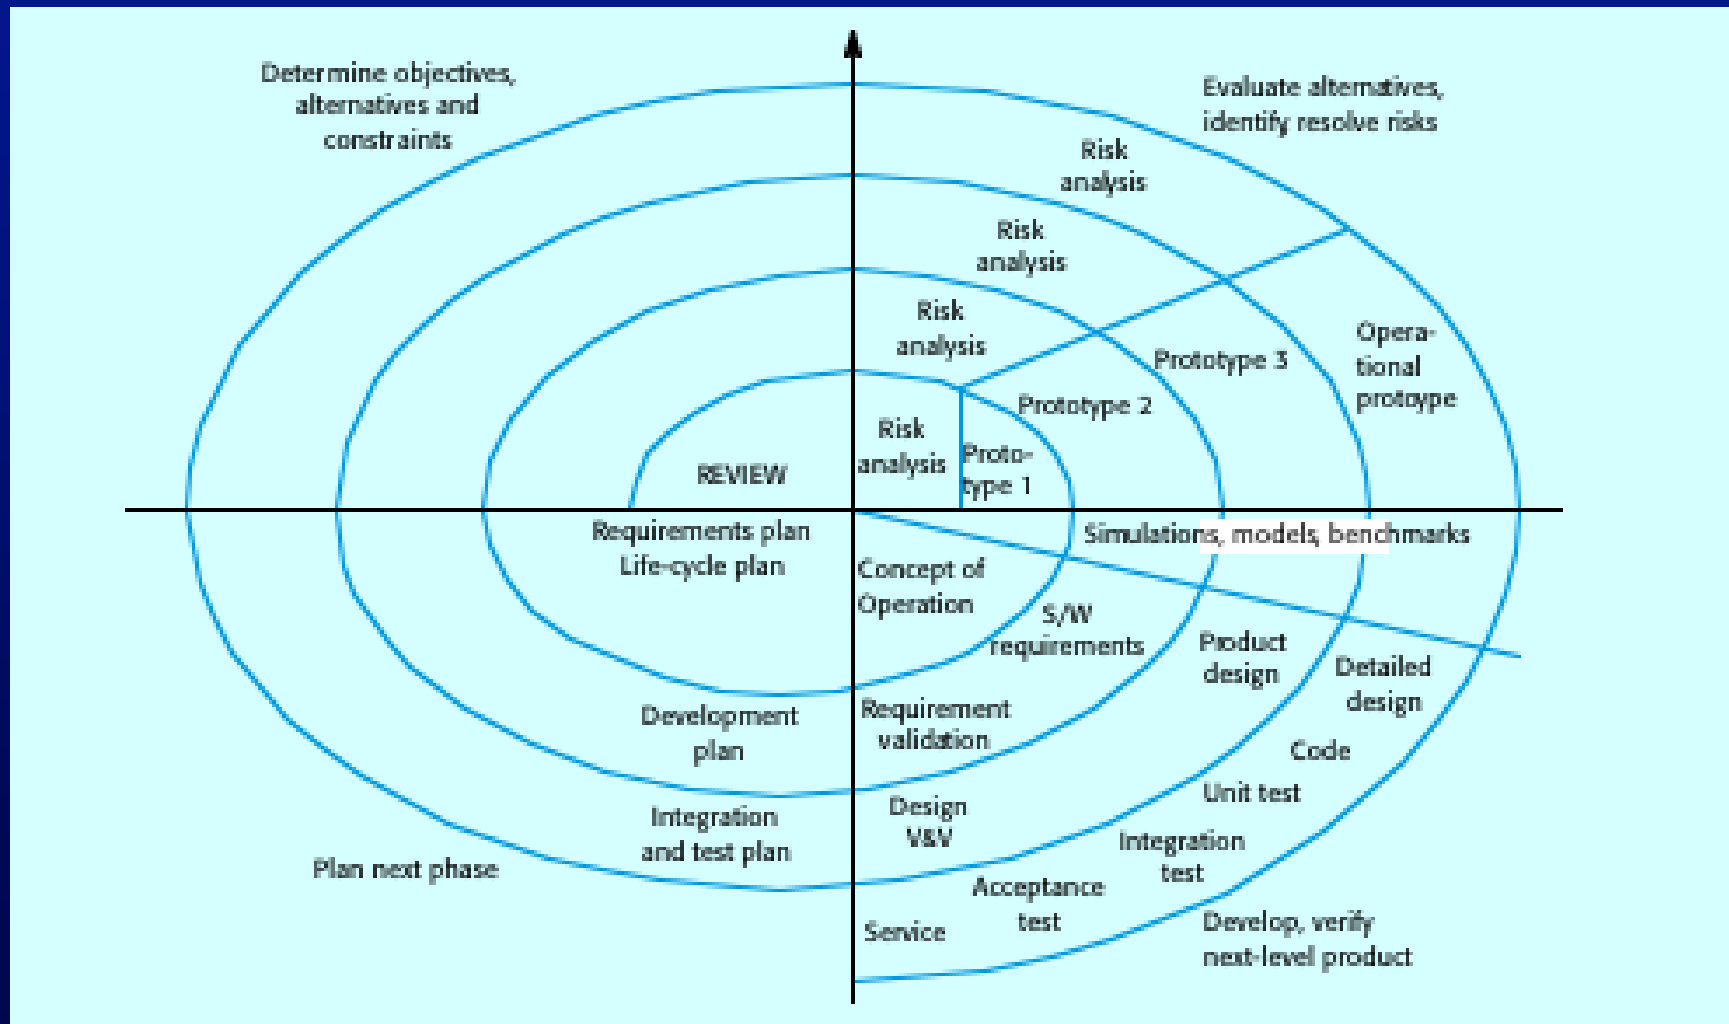 Determine objectives,
alternatives and
constraints
Evaluate alternatives,
identify resolve risks
Risk
analysis
Risk
analysis
Risk
analysis
Risk
analysis
Opera-
tional
protoype
Prototype 3
Prototype 2
Proto-
type 1
REVIEW
Requirements plan
Life-cycle plan
Simulations, models, benchmarks
Concept of
Operation
S/W
requirements
Product
design
Detailed
design
Development
plan
Requirement
validation
Code
Unit test
Integration
and test plan
Design
V&V
Integration
test
Plan next phase
Acceptance
test
Service
Develop, verify
next-level product